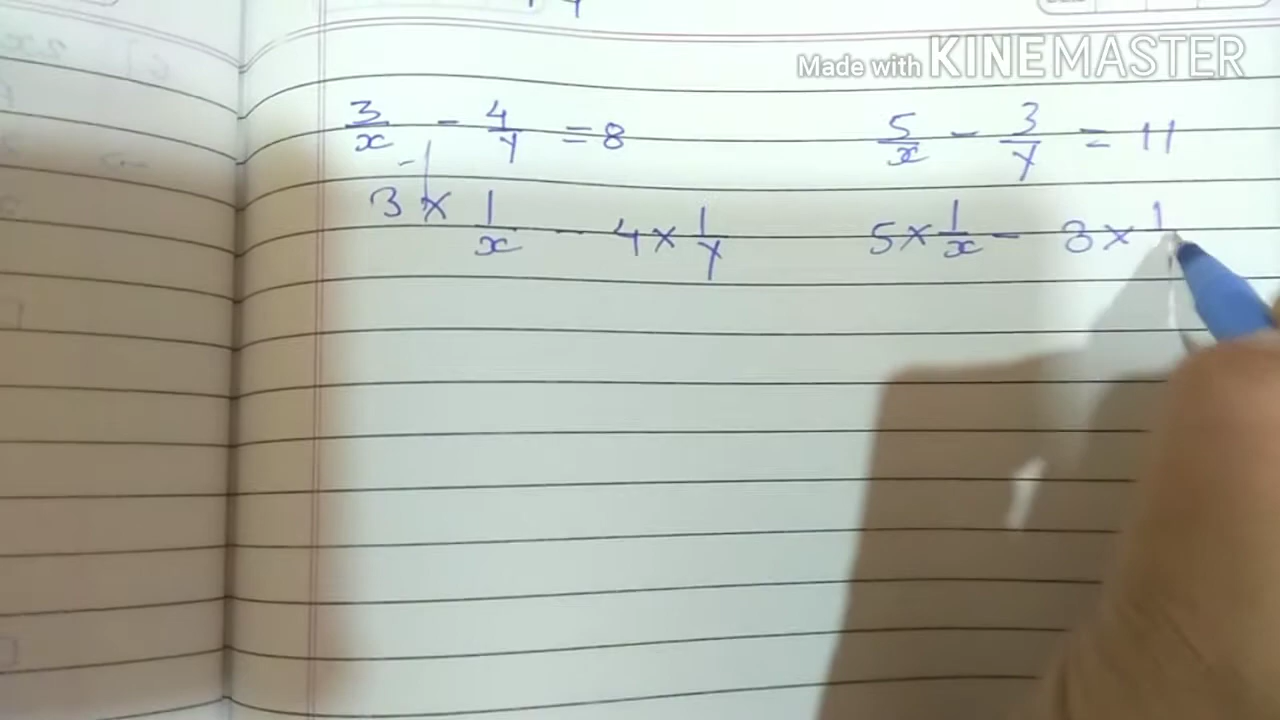 Made with KINEMASTER
3/x - 4/y = 8    5/x - 3/y = 11
3 × 1/x - 4 × 1/y    5 × 1/x - 3 × 1